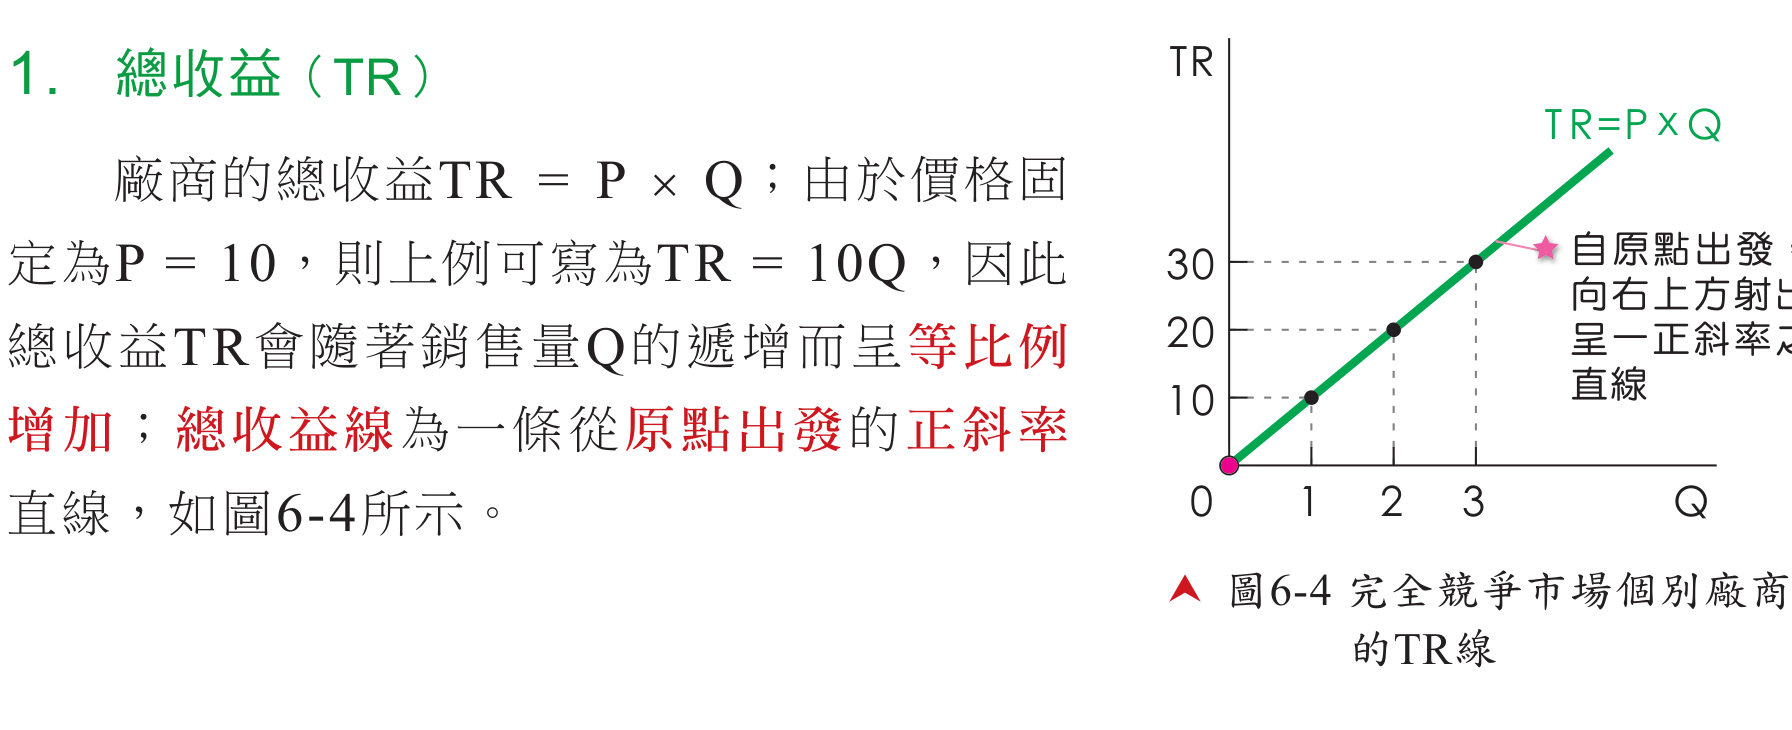 1. 總收益（TR）
廠商的總收益TR = P × Q；由於價格固
定為P = 10，則上例可寫為TR = 10Q，因此
總收益TR會隨著銷售量Q的遞增而呈等比例
增加；總收益線為一條從原點出發的正斜率
直線，如圖6-4所示。
TR
TR=P×Q
自原點出發，
向右上方射出
呈一正斜率之
直線
30
20
10
0 1 2 3 Q
圖6-4 完全競爭市場個別廠商
的TR線